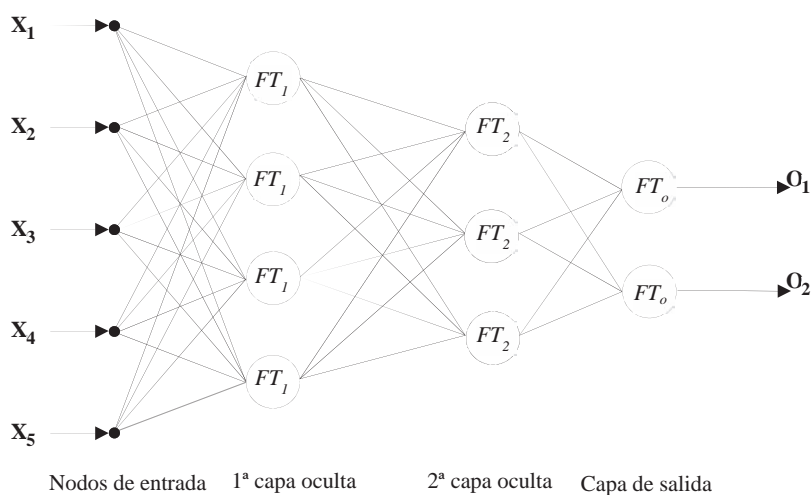 X1
FT1
X2
FT2
FT1
O1
FTo
X3
FT2
FT1
O2
FTo
X4
FT2
FT1
X5
Nodos de entrada 1ª capa oculta 2ª capa oculta Capa de salida